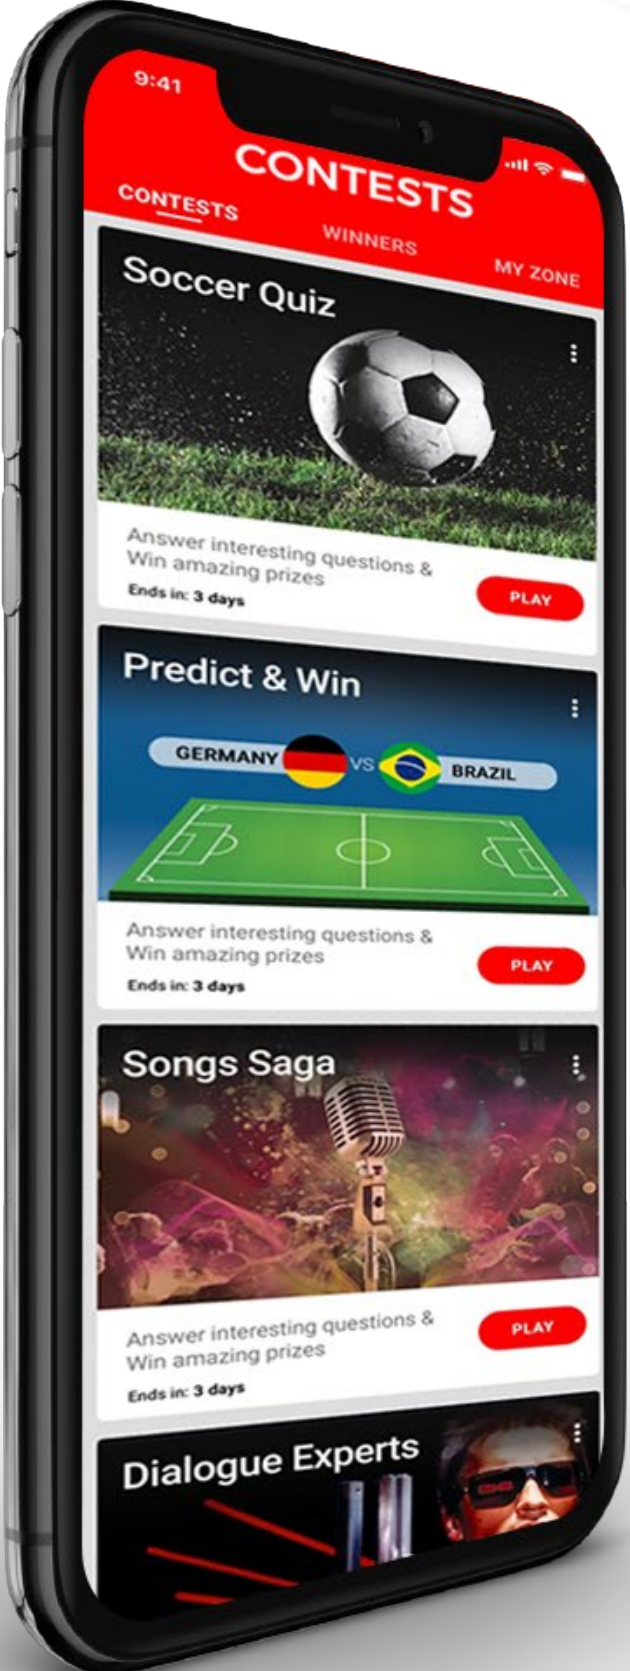 9:41
CONTESTS
CONTESTS WINNERS MY ZONE
Soccer Quiz
Answer interesting questions &
Win amazing prizes
Ends in: 3 days
PLAY
Predict & Win
GERMANY VS BRAZIL
Answer interesting questions &
Win amazing prizes
Ends in: 3 days
PLAY
Songs Saga
Answer interesting questions &
Win amazing prizes
Ends in: 3 days
PLAY
Dialogue Experts